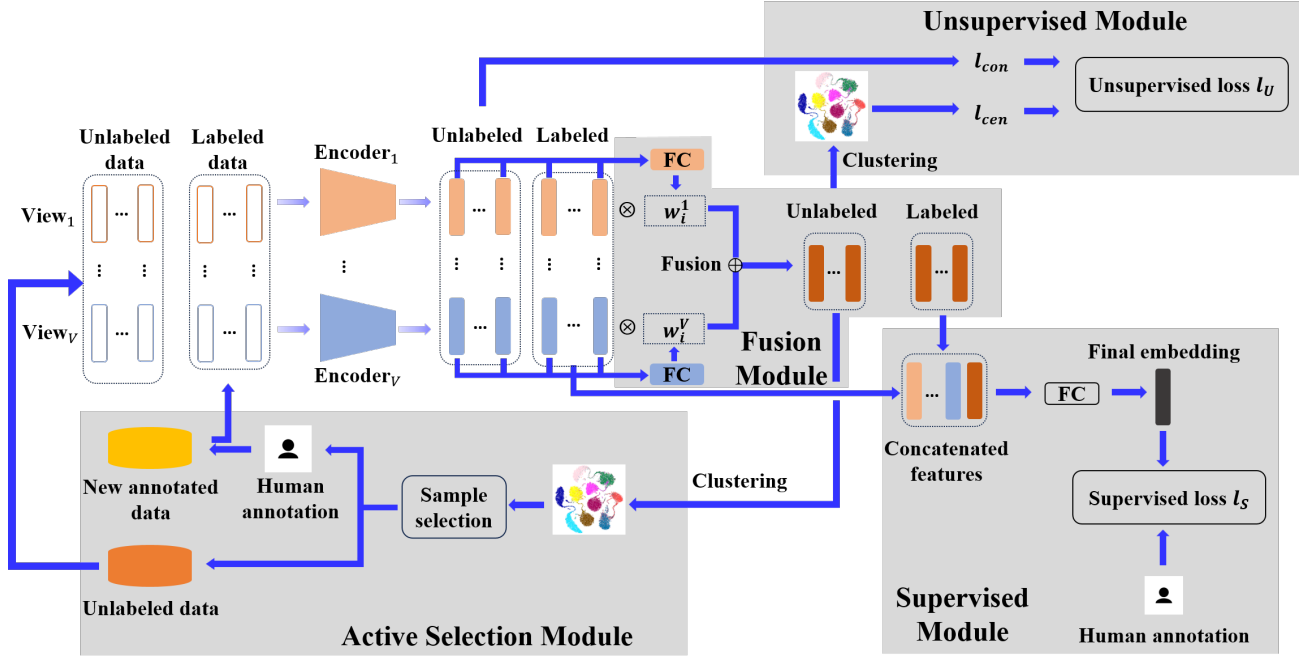 Unsupervised Module
l_con
l_cen
Unsupervised loss l_U
Clustering
Unlabeled
data
Labeled
data
Encoder₁
Unlabeled
Labeled
FC
View₁
...
...
...
...
⊗
w_i^1
Unlabeled
Labeled
...
...
...
...
...
...
...
Fusion
⊕
...
...
View_V
...
...
...
...
⊗
w_i^V
Encoder_V
FC
Fusion
Module
Final embedding
...
FC
Concatenated
features
Supervised loss l_S
Human annotation
Supervised
Module
New annotated
data
Human
annotation
Sample
selection
Clustering
Unlabeled data
Active Selection Module